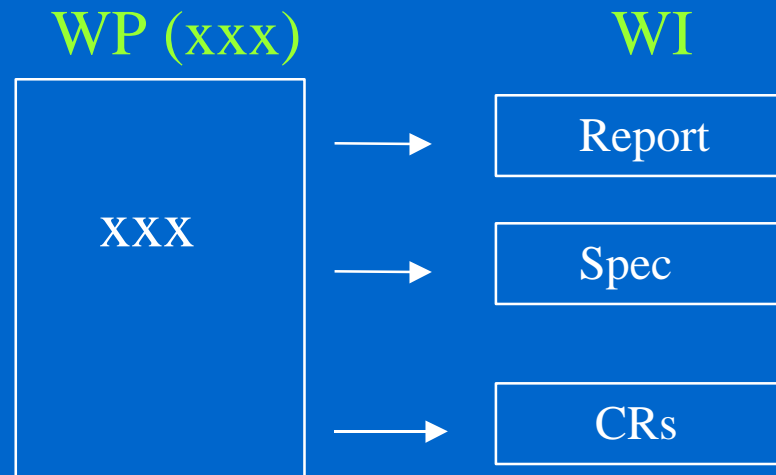 WP (xxx)
WI
Report
xxx
Spec
CRs